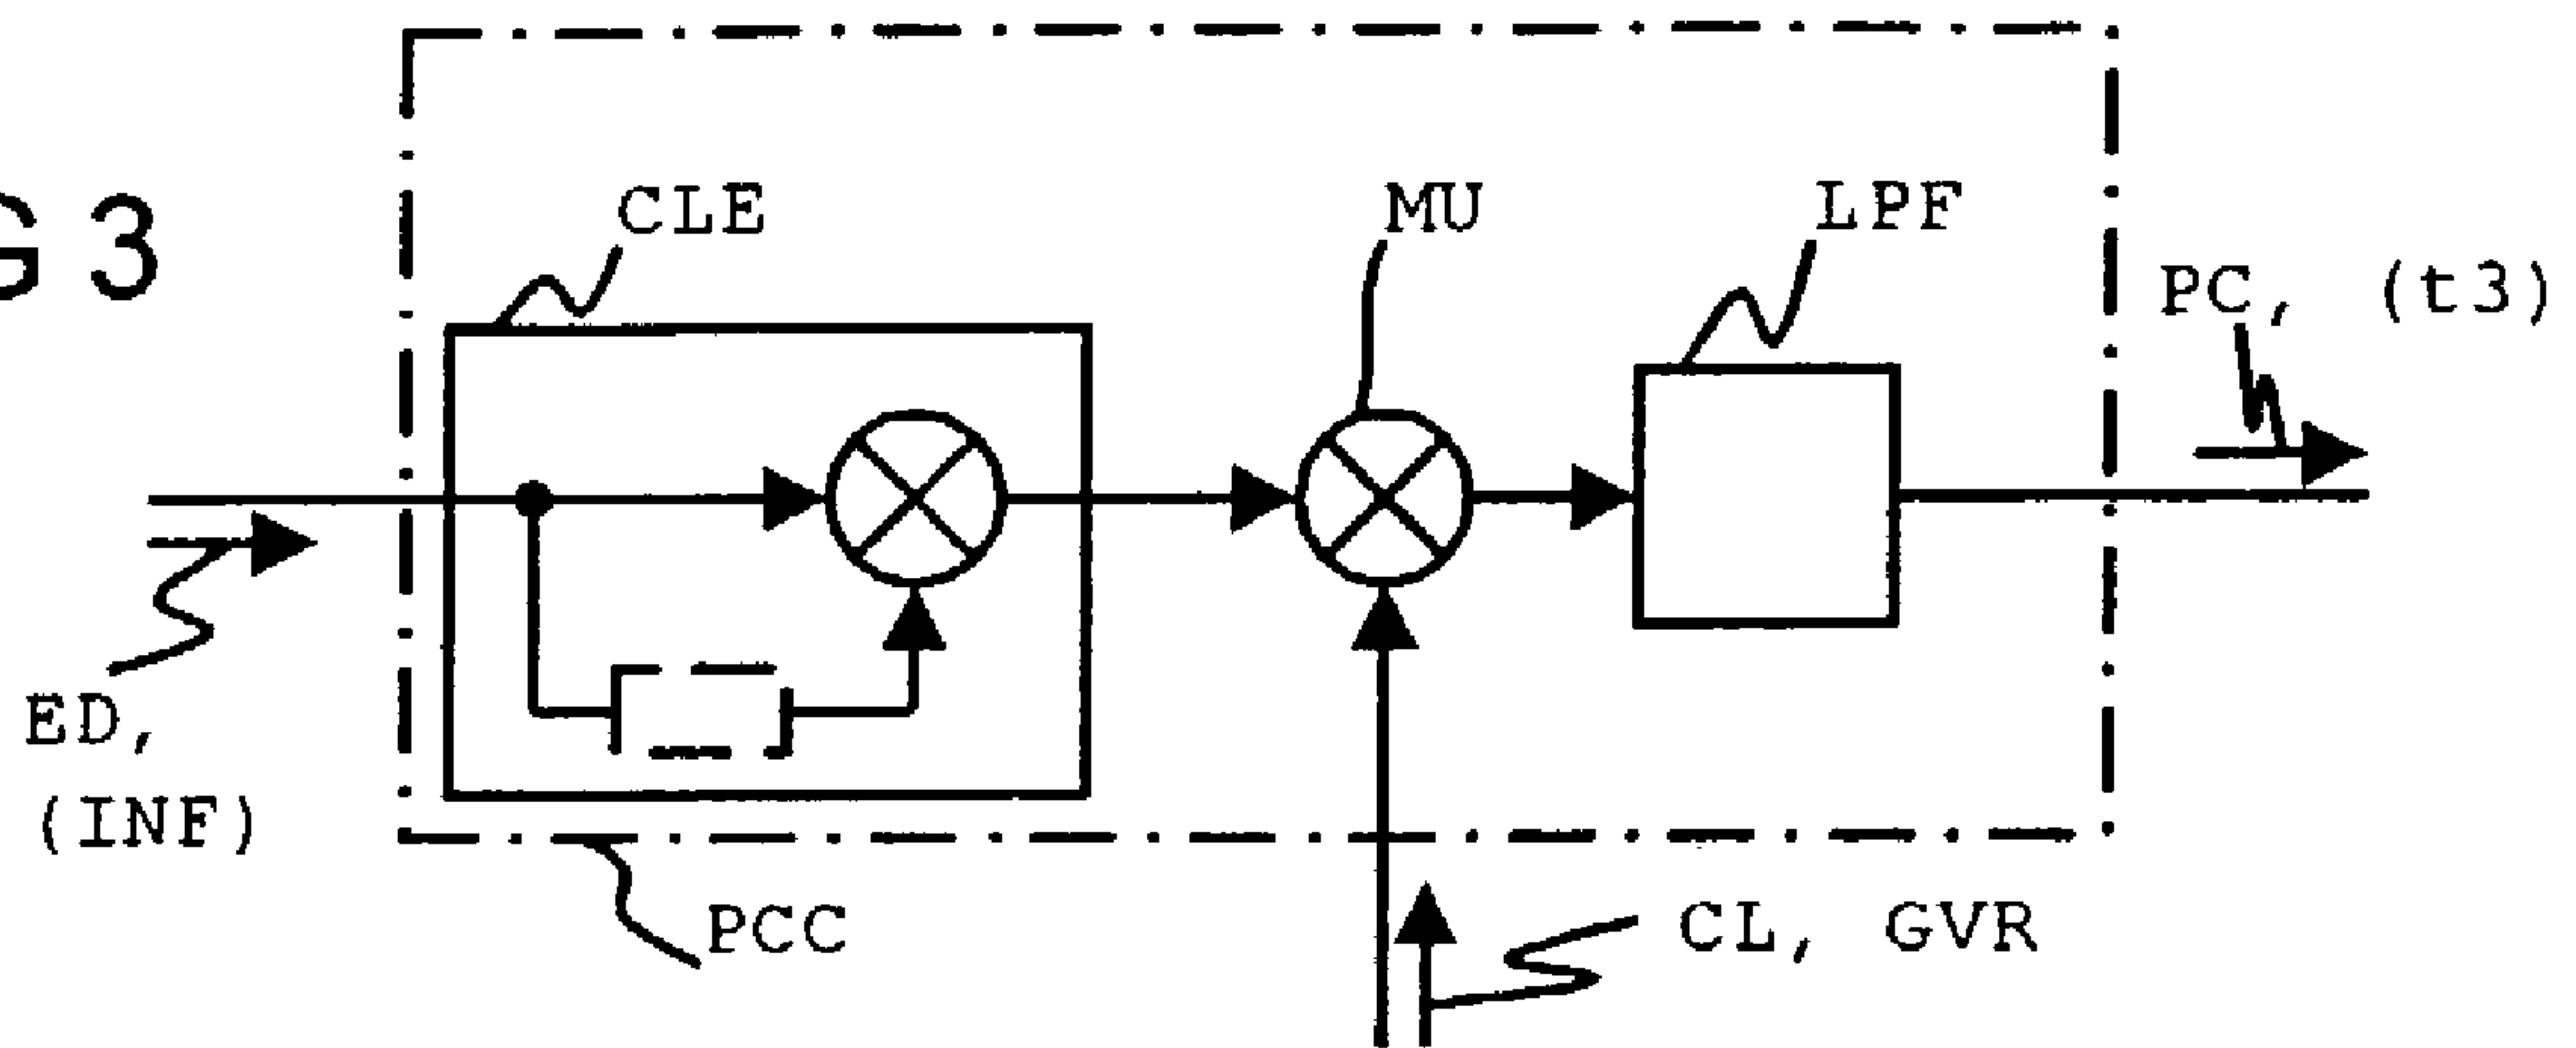 G 3
CLE
MU
LPF
PC, (t3)
ED,
(INF)
PCC
CL, GVR